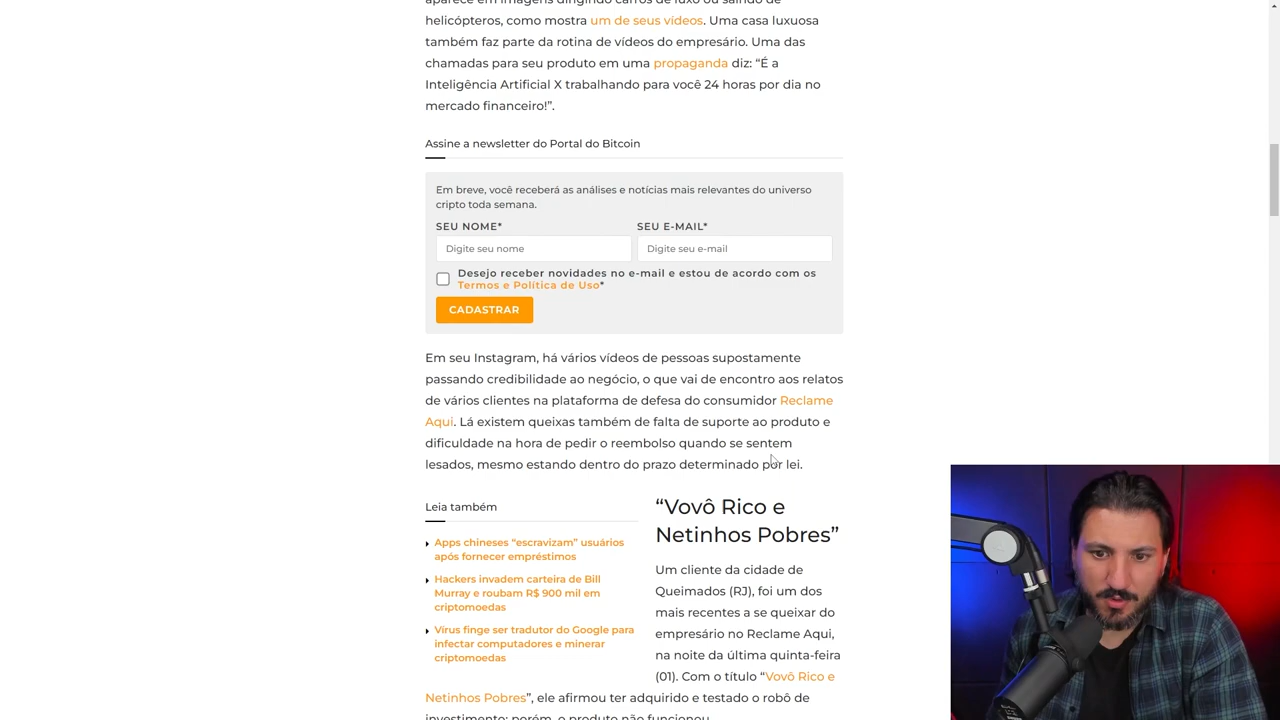 aparece em imagens dirigindo carros de luxo ou saindo de
helicópteros, como mostra um de seus vídeos. Uma casa luxuosa
também faz parte da rotina de vídeos do empresário. Uma das
chamadas para seu produto em uma propaganda diz: “É a
Inteligência Artificial X trabalhando para você 24 horas por dia no
mercado financeiro!”.
Assine a newsletter do Portal do Bitcoin
Em breve, você receberá as análises e notícias mais relevantes do universo
cripto toda semana.
SEU NOME*
SEU E-MAIL*
Digite seu nome
Digite seu e-mail
Desejo receber novidades no e-mail e estou de acordo com os
Termos e Política de Uso*
CADASTRAR
Em seu Instagram, há vários vídeos de pessoas supostamente
passando credibilidade ao negócio, o que vai de encontro aos relatos
de vários clientes na plataforma de defesa do consumidor Reclame
Aqui. Lá existem queixas também de falta de suporte ao produto e
dificuldade na hora de pedir o reembolso quando se sentem
lesados, mesmo estando dentro do prazo determinado por lei.
Leia também
Apps chineses “escravizam” usuários
após fornecer empréstimos
Hackers invadem carteira de Bill
Murray e roubam R$ 900 mil em
criptomoedas
Vírus finge ser tradutor do Google para
infectar computadores e minerar
criptomoedas
“Vovô Rico e
Netinhos Pobres”
Um cliente da cidade de
Queimados (RJ), foi um dos
mais recentes a se queixar do
empresário no Reclame Aqui,
na noite da última quinta-feira
(01). Com o título “Vovô Rico e
Netinhos Pobres”, ele afirmou ter adquirido e testado o robô de
investimento; porém, o produto não funcionou.